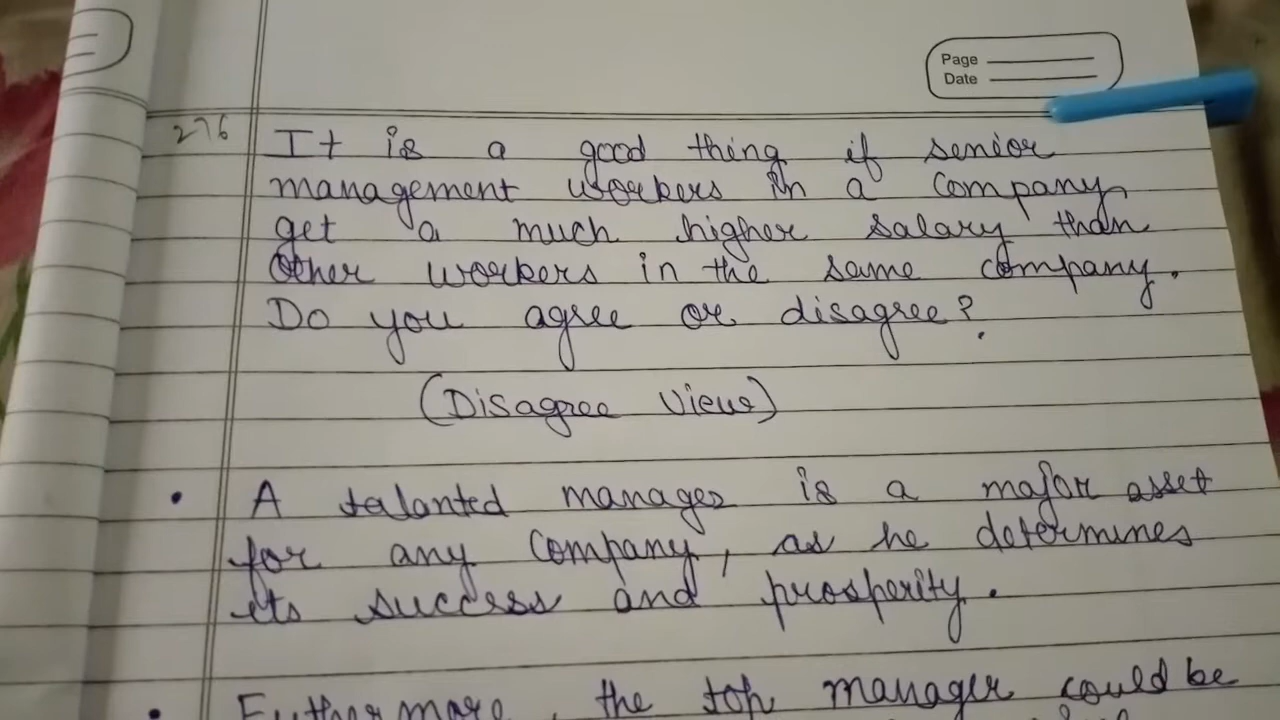 Page
Date
276
It is a good thing if senior
management workers in a company
get a much higher salary than
Other workers in the same company.
Do you agree or disagree?
(Disagree View)
• A talanted manager is a major asset
for any company, as he determines
its success and prosperity.
• Furthermore, the top manager could be